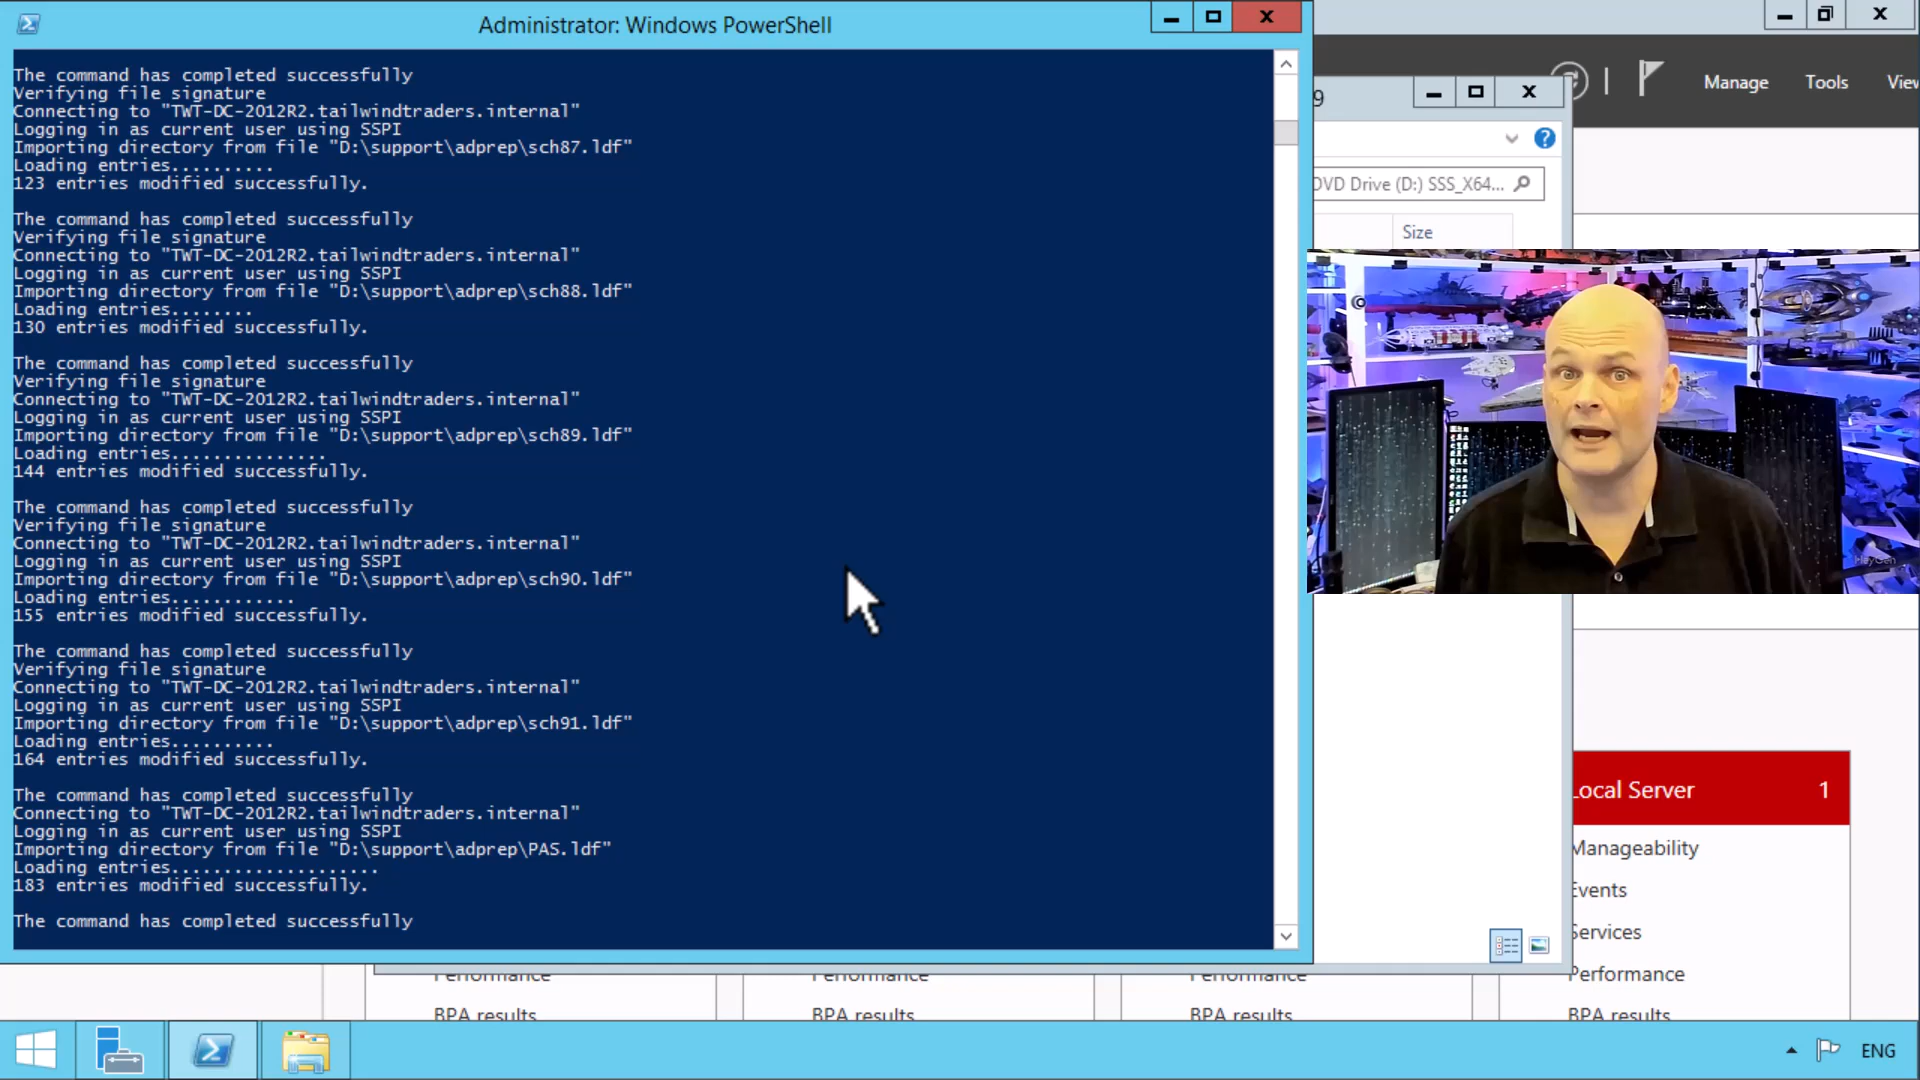 Administrator: Windows PowerShell
The command has completed successfully
Verifying file signature
Connecting to "TWT-DC-2012R2.tailwindtraders.internal"
Logging in as current user using SSPI
Importing directory from file "D:\support\adprep\sch87.ldf"
Loading entries..........
123 entries modified successfully.
The command has completed successfully
Verifying file signature
Connecting to "TWT-DC-2012R2.tailwindtraders.internal"
Logging in as current user using SSPI
Importing directory from file "D:\support\adprep\sch88.ldf"
Loading entries........
130 entries modified successfully.
The command has completed successfully
Verifying file signature
Connecting to "TWT-DC-2012R2.tailwindtraders.internal"
Logging in as current user using SSPI
Importing directory from file "D:\support\adprep\sch89.ldf"
Loading entries...............
144 entries modified successfully.
The command has completed successfully
Verifying file signature
Connecting to "TWT-DC-2012R2.tailwindtraders.internal"
Logging in as current user using SSPI
Importing directory from file "D:\support\adprep\sch90.ldf"
Loading entries............
155 entries modified successfully.
The command has completed successfully
Verifying file signature
Connecting to "TWT-DC-2012R2.tailwindtraders.internal"
Logging in as current user using SSPI
Importing directory from file "D:\support\adprep\sch91.ldf"
Loading entries..........
164 entries modified successfully.
The command has completed successfully
Connecting to "TWT-DC-2012R2.tailwindtraders.internal"
Logging in as current user using SSPI
Importing directory from file "D:\support\adprep\PAS.ldf"
Loading entries....................
183 entries modified successfully.
The command has completed successfully
Manage Tools View
9
DVD Drive (D:) SSS_X64...
Size
HeyGen
Local Server 1
Manageability
Events
Services
Performance
BPA results
Performance Performance Performance
BPA results BPA results BPA results
ENG